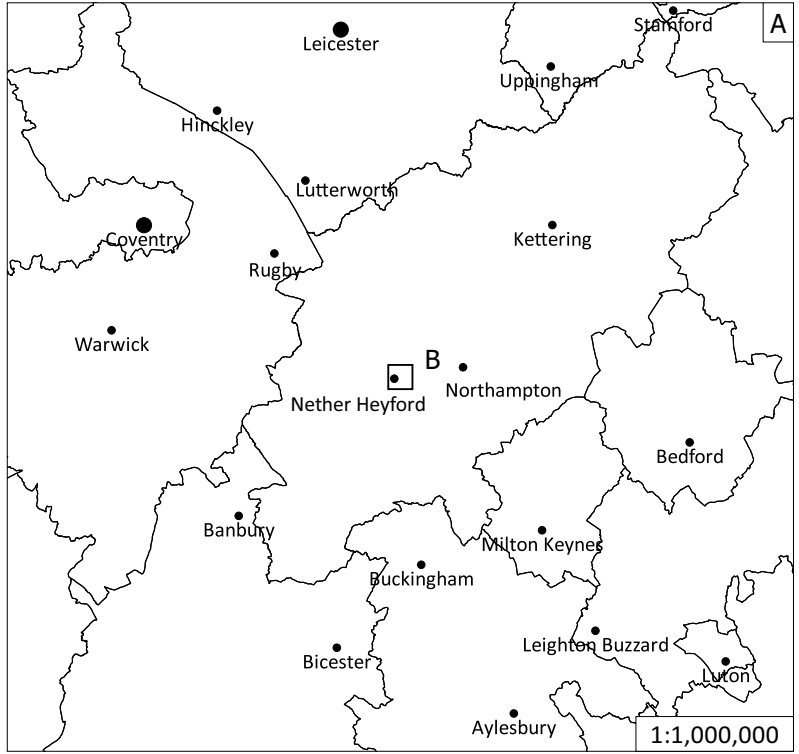 Stamford
A
Leicester
Uppingham
Hinckley
Lutterworth
Coventry
Kettering
Rugby
Warwick
B
Northampton
Nether Heyford
Bedford
Banbury
Milton Keynes
Buckingham
Leighton Buzzard
Bicester
Luton
Aylesbury
1:1,000,000